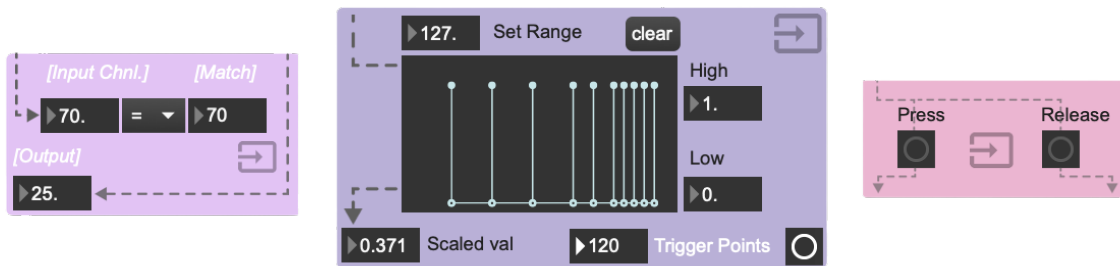 [Input Chnl.] [Match]
70. = 70
[Output]
25.
127. Set Range clear
High
1.
Low
0.
0.371 Scaled val 120 Trigger Points
Press Release